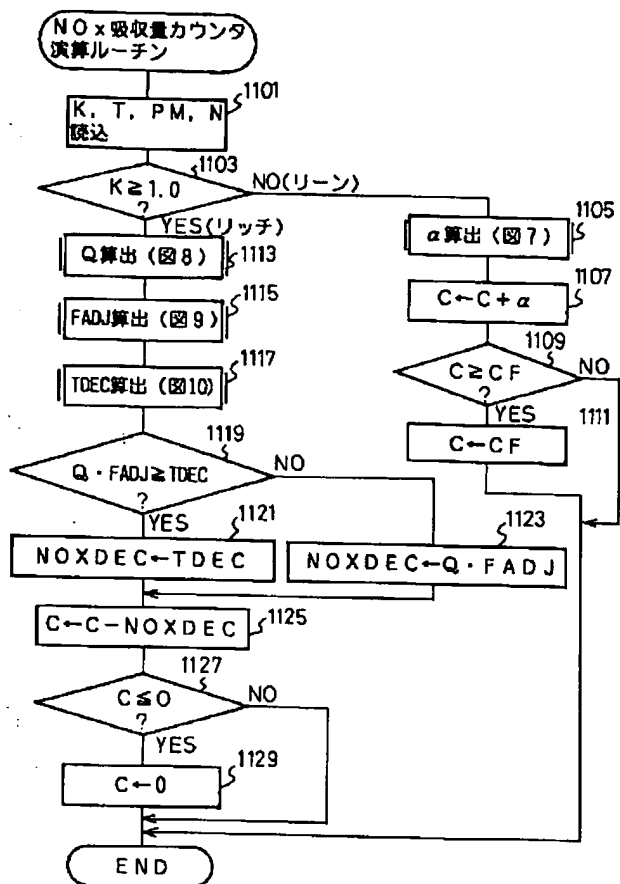 NOx吸収量カウンタ
演算ルーチン
1101
K, T, PM, N
読込
1103
K≧1.0
?
NO(リーン)
YES(リッチ)
Q算出(図8)
1113
FADJ算出(図9)
1115
TDEC算出(図10)
1117
1119
Q・FADJ≧TDEC
?
NO
YES
1121
NOXDEC←TDEC
1123
NOXDEC←Q・FADJ
C←C−NOXDEC
1125
1127
C≦0
?
NO
YES
C←0
1129
END
1105
α算出(図7)
1107
C←C+α
1109
C≧CF
?
NO
YES
1111
C←CF